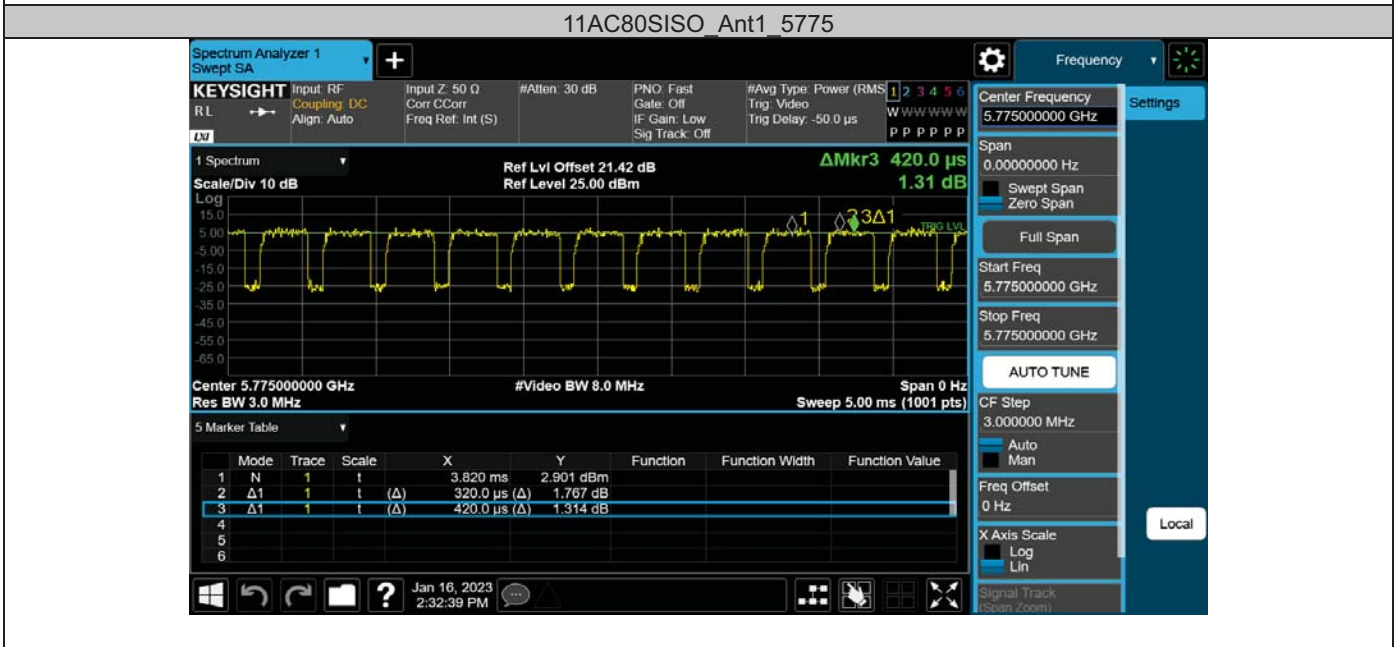 11AC80SISO_Ant1_5775
Spectrum Analyzer 1
Swept SA
+
Frequency
KEYSIGHT
RL
LXI
Input: RF
Coupling: DC
Align: Auto
Input Z: 50 Ω
Corr CCorr
Freq Ref: Int (S)
#Atten: 30 dB
PNO: Fast
Gate: Off
IF Gain: Low
Sig Track: Off
#Avg Type: Power (RMS
Trig: Video
Trig Delay: -50.0 µs
1 2 3 4 5 6
W W W W W W
P P P P P P
1 Spectrum
Scale/Div 10 dB
Ref Lvl Offset 21.42 dB
Ref Level 25.00 dBm
ΔMkr3 420.0 µs
1.31 dB
Log
15.0
5.00
-5.00
-15.0
-25.0
-35.0
-45.0
-55.0
-65.0
1
3Δ1
TRIG LVL
Center 5.775000000 GHz
#Video BW 8.0 MHz
Span 0 Hz
Res BW 3.0 MHz
Sweep 5.00 ms (1001 pts)
5 Marker Table
Mode Trace Scale X Y Function Function Width Function Value
1 N 1 t 3.820 ms 2.901 dBm
2 Δ1 1 t (Δ) 320.0 µs (Δ) 1.767 dB
3 Δ1 1 t (Δ) 420.0 µs (Δ) 1.314 dB
4
5
6
?
Jan 16, 2023
2:32:39 PM
Center Frequency
5.775000000 GHz
Settings
Span
0.00000000 Hz
Swept Span
Zero Span
Full Span
Start Freq
5.775000000 GHz
Stop Freq
5.775000000 GHz
AUTO TUNE
CF Step
3.000000 MHz
Auto
Man
Freq Offset
0 Hz
X Axis Scale
Log
Lin
Local
Signal Track
(Span Zoom)